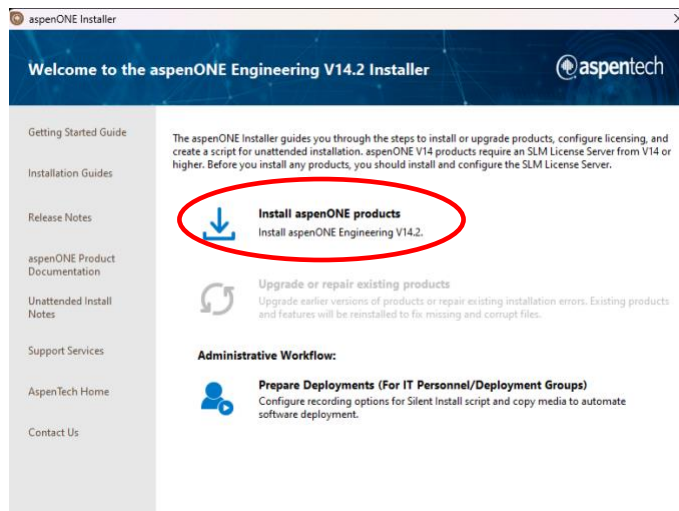 aspenONE Installer
Welcome to the aspenONE Engineering V14.2 Installer
aspentech
Getting Started Guide
Installation Guides
Release Notes
aspenONE Product
Documentation
Unattended Install
Notes
Support Services
AspenTech Home
Contact Us
The aspenONE Installer guides you through the steps to install or upgrade products, configure licensing, and
create a script for unattended installation. aspenONE V14 products require an SLM License Server from V14 or
higher. Before you install any products, you should install and configure the SLM License Server.
Install aspenONE products
Install aspenONE Engineering V14.2.
Upgrade or repair existing products
Upgrade earlier versions of products or repair existing installation errors. Existing products
and features will be reinstalled to fix missing and corrupt files.
Administrative Workflow:
Prepare Deployments (For IT Personnel/Deployment Groups)
Configure recording options for Silent Install script and copy media to automate
software deployment.